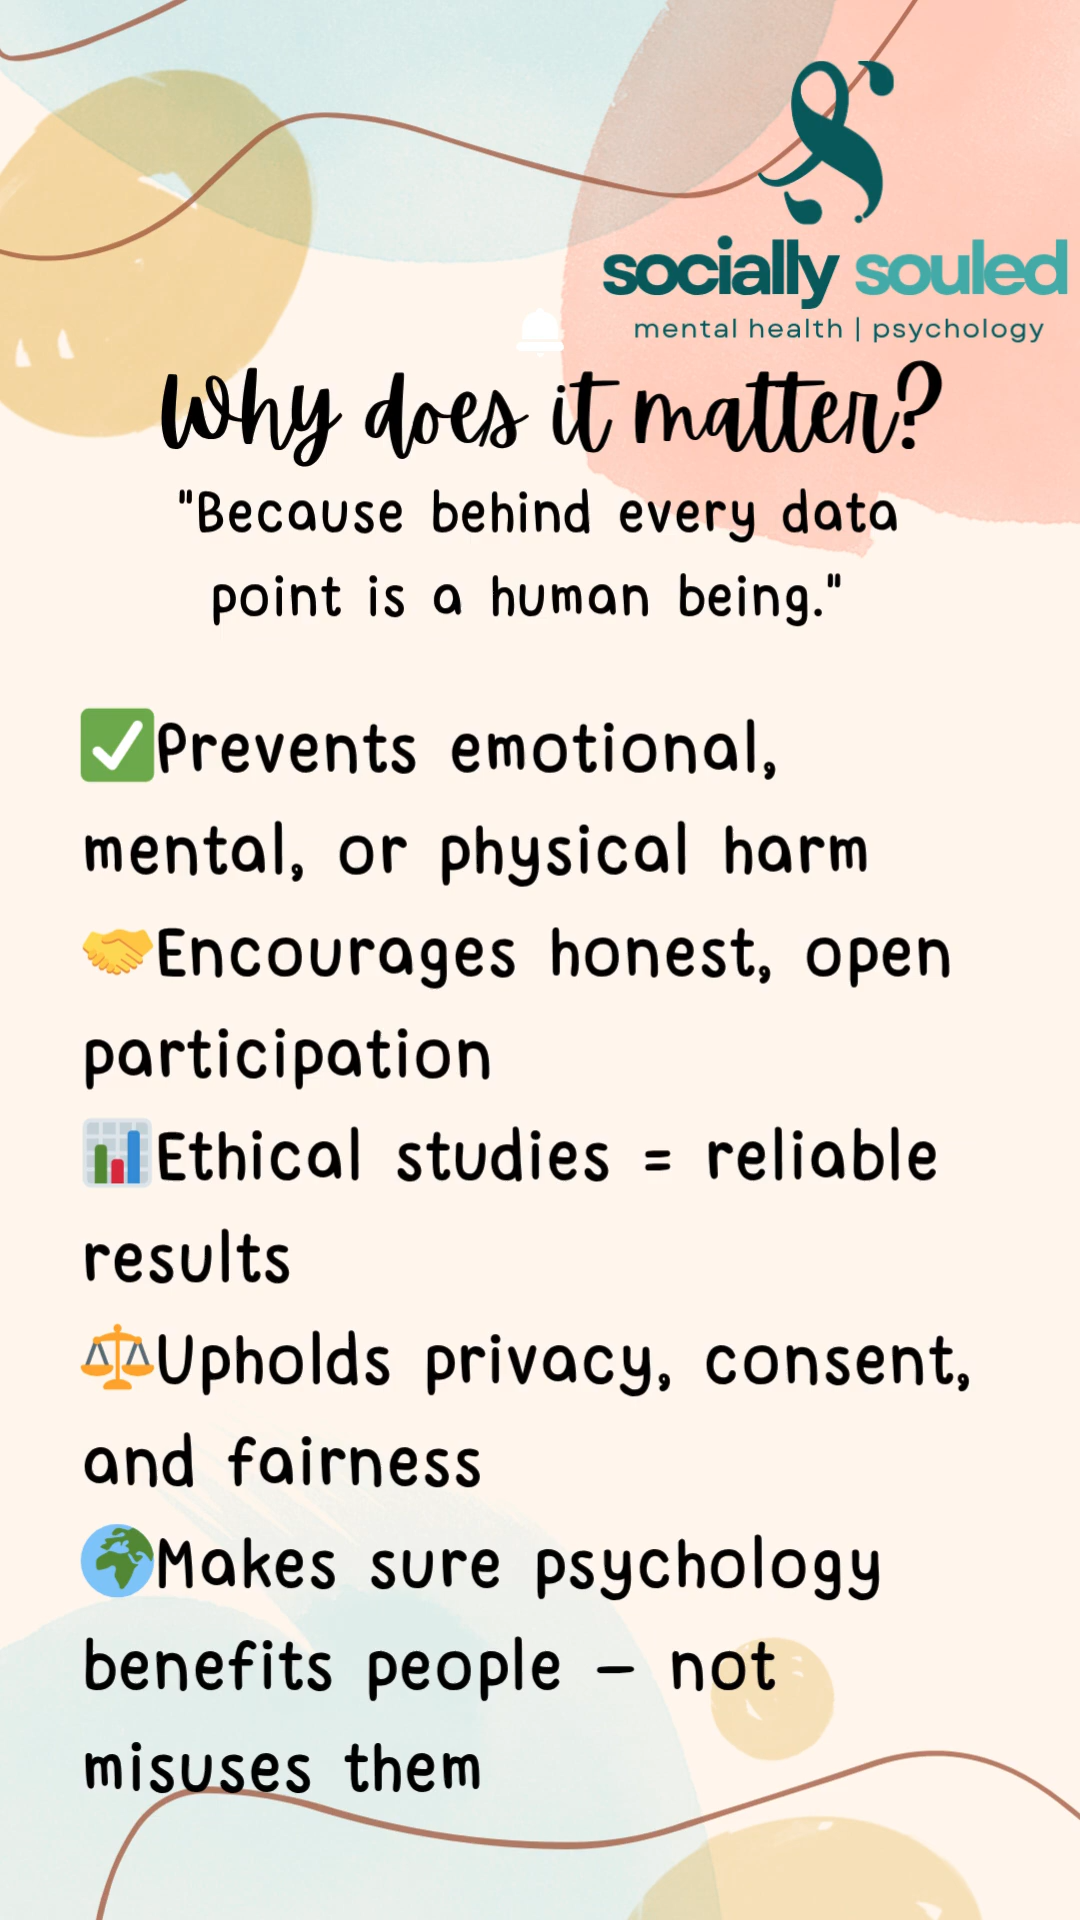 socially souled
mental health | psychology
Why does it matter?
"Because behind every data
point is a human being."
✅Prevents emotional,
mental, or physical harm
🤝Encourages honest, open
participation
📊Ethical studies = reliable
results
⚖️Upholds privacy, consent,
and fairness
🌍Makes sure psychology
benefits people – not
misuses them